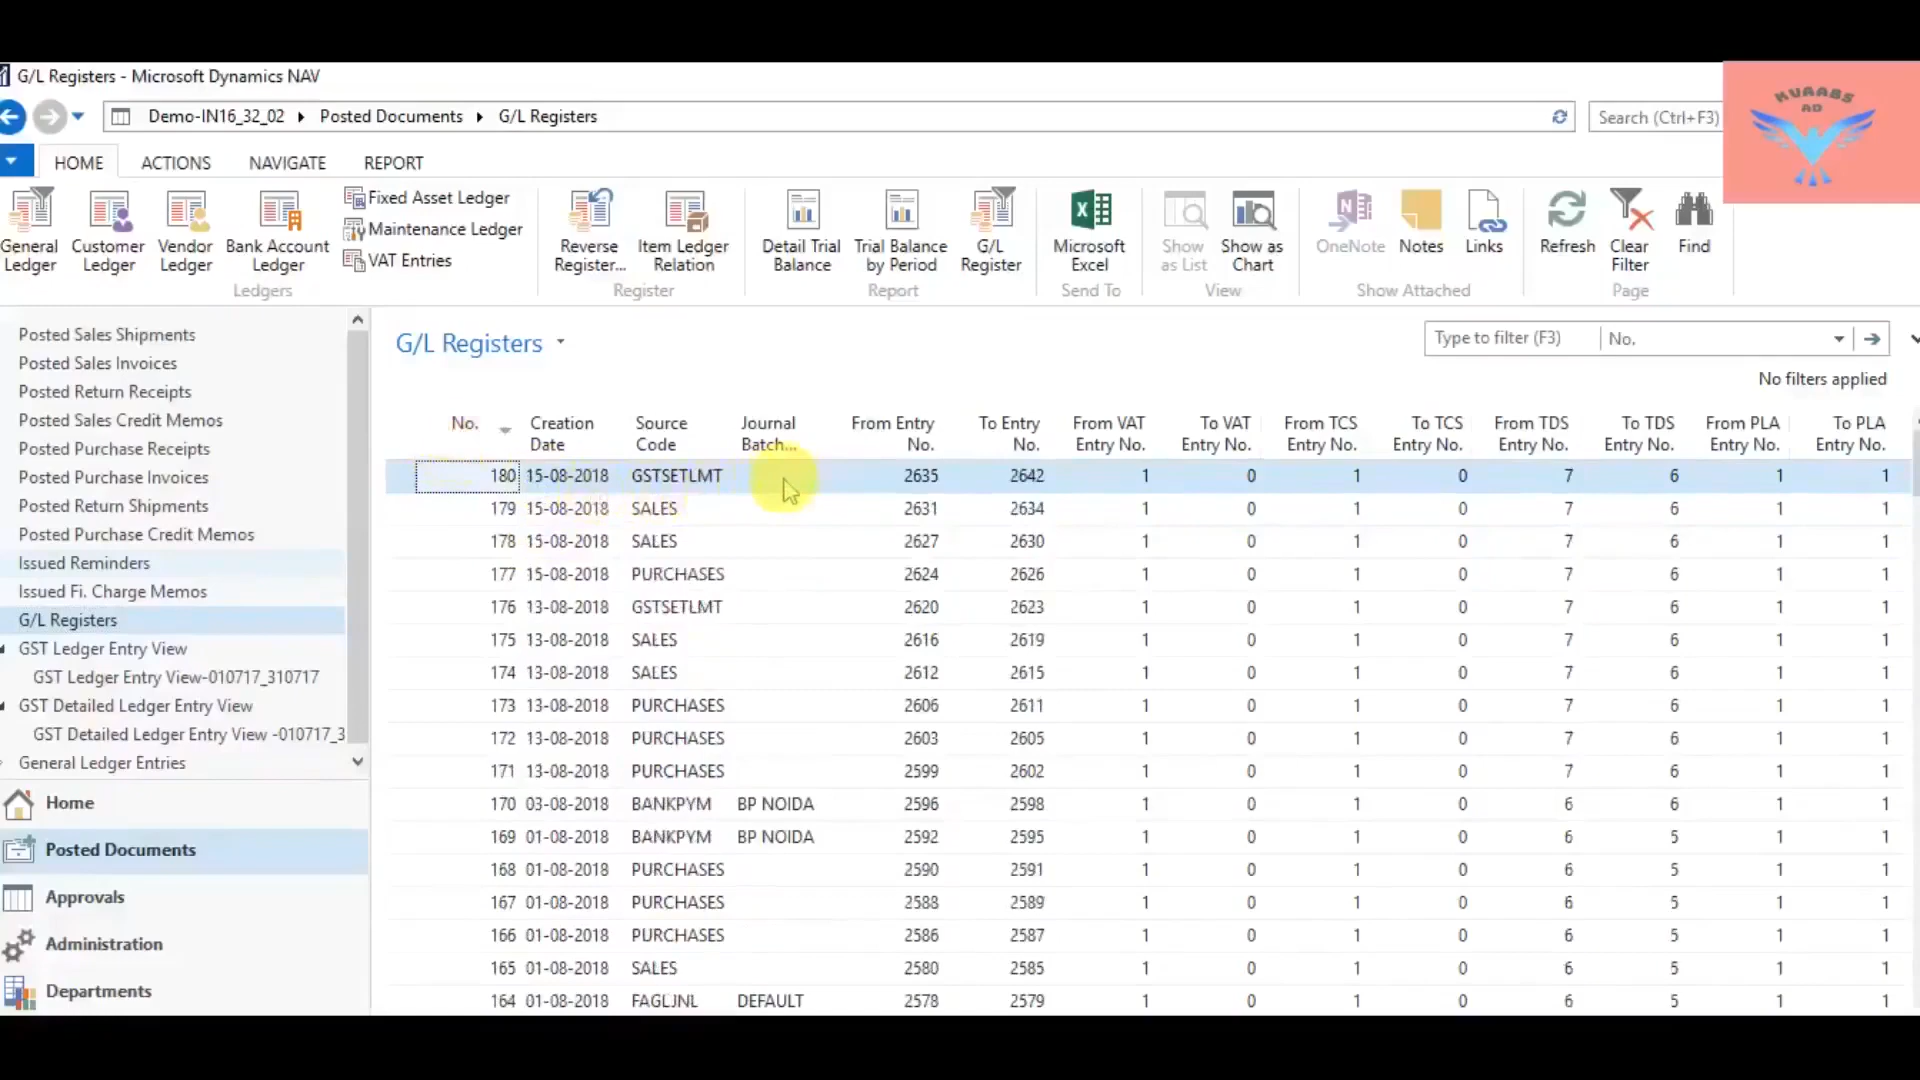 G/L Registers - Microsoft Dynamics NAV
Demo-IN16_32_02 Posted Documents G/L Registers
Search (Ctrl+F3)
KVAABS
AD
HOME ACTIONS NAVIGATE REPORT
General Ledger
Customer Ledger
Vendor Ledger
Bank Account Ledger
Fixed Asset Ledger
Maintenance Ledger
VAT Entries
Ledgers
Reverse Register...
Item Ledger Relation
Register
Detail Trial Balance
Trial Balance by Period
G/L Register
Report
Microsoft Excel
Send To
Show as List
Show as Chart
View
OneNote
Notes
Links
Show Attached
Refresh
Clear Filter
Find
Page
Posted Sales Shipments
Posted Sales Invoices
Posted Return Receipts
Posted Sales Credit Memos
Posted Purchase Receipts
Posted Purchase Invoices
Posted Return Shipments
Posted Purchase Credit Memos
Issued Reminders
Issued Fi. Charge Memos
G/L Registers
GST Ledger Entry View
GST Ledger Entry View-010717_310717
GST Detailed Ledger Entry View
GST Detailed Ledger Entry View -010717_3
General Ledger Entries
Home
Posted Documents
Approvals
Administration
Departments
G/L Registers
Type to filter (F3) No.
No filters applied
No. Creation Date Source Code Journal Batch... From Entry No. To Entry No. From VAT Entry No. To VAT Entry No. From TCS Entry No. To TCS Entry No. From TDS Entry No. To TDS Entry No. From PLA Entry No. To PLA Entry No.
180 15-08-2018 GSTSETLMT 2635 2642 1 0 1 0 7 6 1 1
179 15-08-2018 SALES 2631 2634 1 0 1 0 7 6 1 1
178 15-08-2018 SALES 2627 2630 1 0 1 0 7 6 1 1
177 15-08-2018 PURCHASES 2624 2626 1 0 1 0 7 6 1 1
176 13-08-2018 GSTSETLMT 2620 2623 1 0 1 0 7 6 1 1
175 13-08-2018 SALES 2616 2619 1 0 1 0 7 6 1 1
174 13-08-2018 SALES 2612 2615 1 0 1 0 7 6 1 1
173 13-08-2018 PURCHASES 2606 2611 1 0 1 0 7 6 1 1
172 13-08-2018 PURCHASES 2603 2605 1 0 1 0 7 6 1 1
171 13-08-2018 PURCHASES 2599 2602 1 0 1 0 7 6 1 1
170 03-08-2018 BANKPYM BP NOIDA 2596 2598 1 0 1 0 6 6 1 1
169 01-08-2018 BANKPYM BP NOIDA 2592 2595 1 0 1 0 6 5 1 1
168 01-08-2018 PURCHASES 2590 2591 1 0 1 0 6 5 1 1
167 01-08-2018 PURCHASES 2588 2589 1 0 1 0 6 5 1 1
166 01-08-2018 PURCHASES 2586 2587 1 0 1 0 6 5 1 1
165 01-08-2018 SALES 2580 2585 1 0 1 0 6 5 1 1
164 01-08-2018 FAGLJNL DEFAULT 2578 2579 1 0 1 0 6 5 1 1